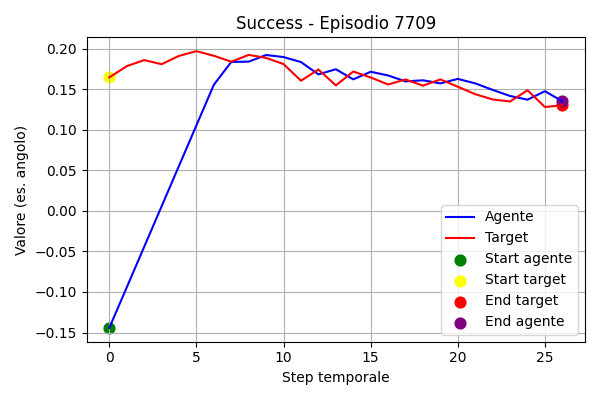 Success - Episodio 7709
Valore (es. angolo)
0.20
0.15
0.10
0.05
0.00
−0.05
−0.10
−0.15
Agente
Target
Start agente
Start target
End target
End agente
0 5 10 15 20 25
Step temporale